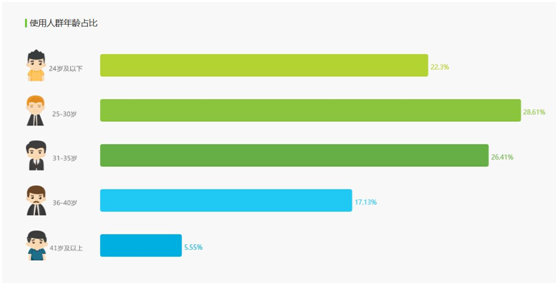 使用人群年龄占比
24岁及以下 22.3%
25-30岁 28.61%
31-35岁 26.41%
36-40岁 17.13%
41岁及以上 5.55%